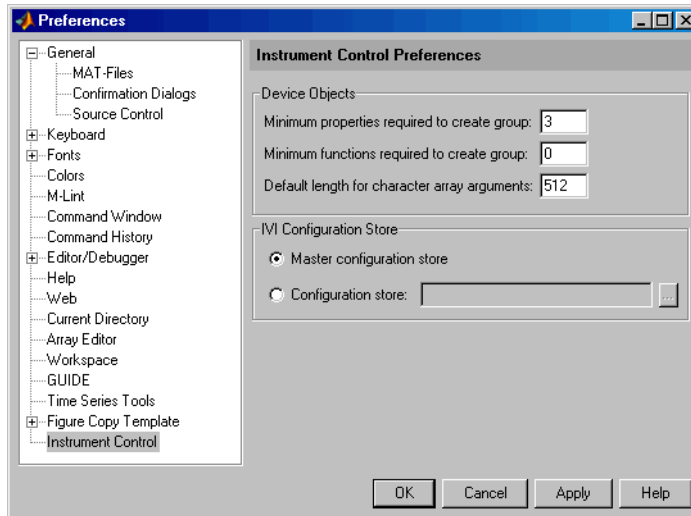 Preferences
General
MAT-Files
Confirmation Dialogs
Source Control
Keyboard
Fonts
Colors
M-Lint
Command Window
Command History
Editor/Debugger
Help
Web
Current Directory
Array Editor
Workspace
GUIDE
Time Series Tools
Figure Copy Template
Instrument Control
Instrument Control Preferences
Device Objects
Minimum properties required to create group: 3
Minimum functions required to create group: 0
Default length for character array arguments: 512
IVI Configuration Store
Master configuration store
Configuration store: ...
OK Cancel Apply Help